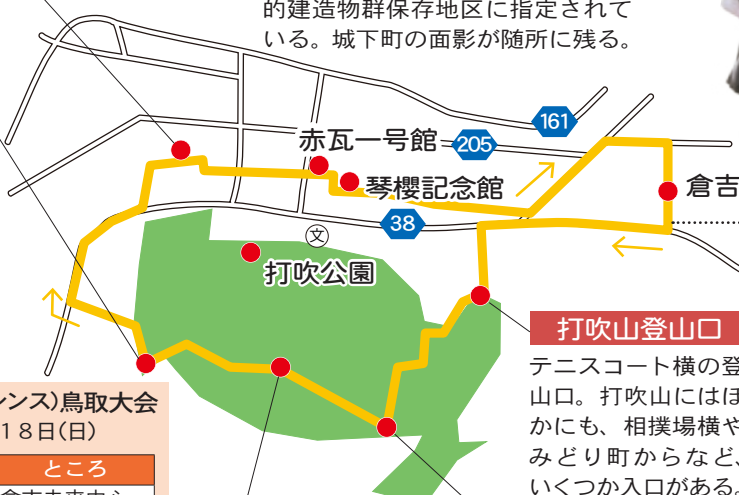 的建造物群保存地区に指定されて
いる。城下町の面影が随所に残る。
161
赤瓦一号館
205
琴櫻記念館
倉吉
38
文
打吹公園
打吹山登山口
テニスコート横の登
山口。打吹山にはほ
かにも、相撲場横や
みどり町からなど、
いくつか入口がある。
ンス)鳥取大会
18日(日)
ところ